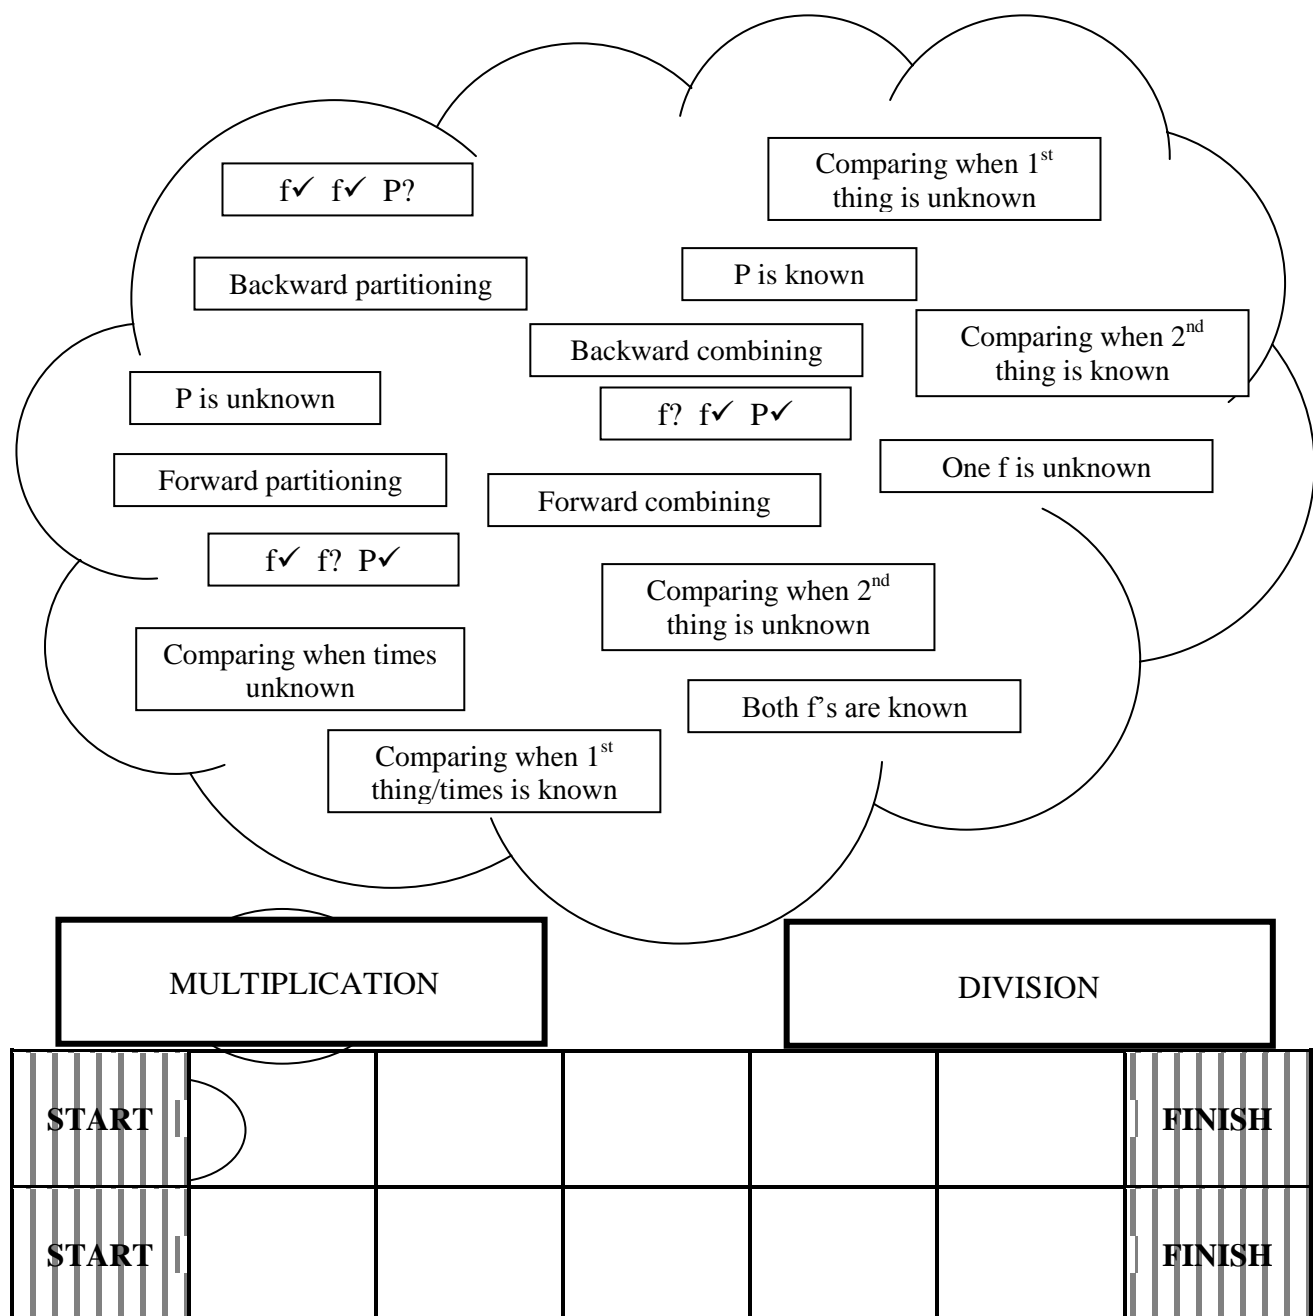 f✓ f✓ P?
Comparing when 1st
thing is unknown
Backward partitioning
P is known
Backward combining
Comparing when 2nd
thing is known
P is unknown
f? f✓ P✓
Forward partitioning
Forward combining
One f is unknown
f✓ f? P✓
Comparing when 2nd
thing is unknown
Comparing when times
unknown
Both f's are known
Comparing when 1st
thing/times is known
MULTIPLICATION
DIVISION
START
FINISH
START
FINISH